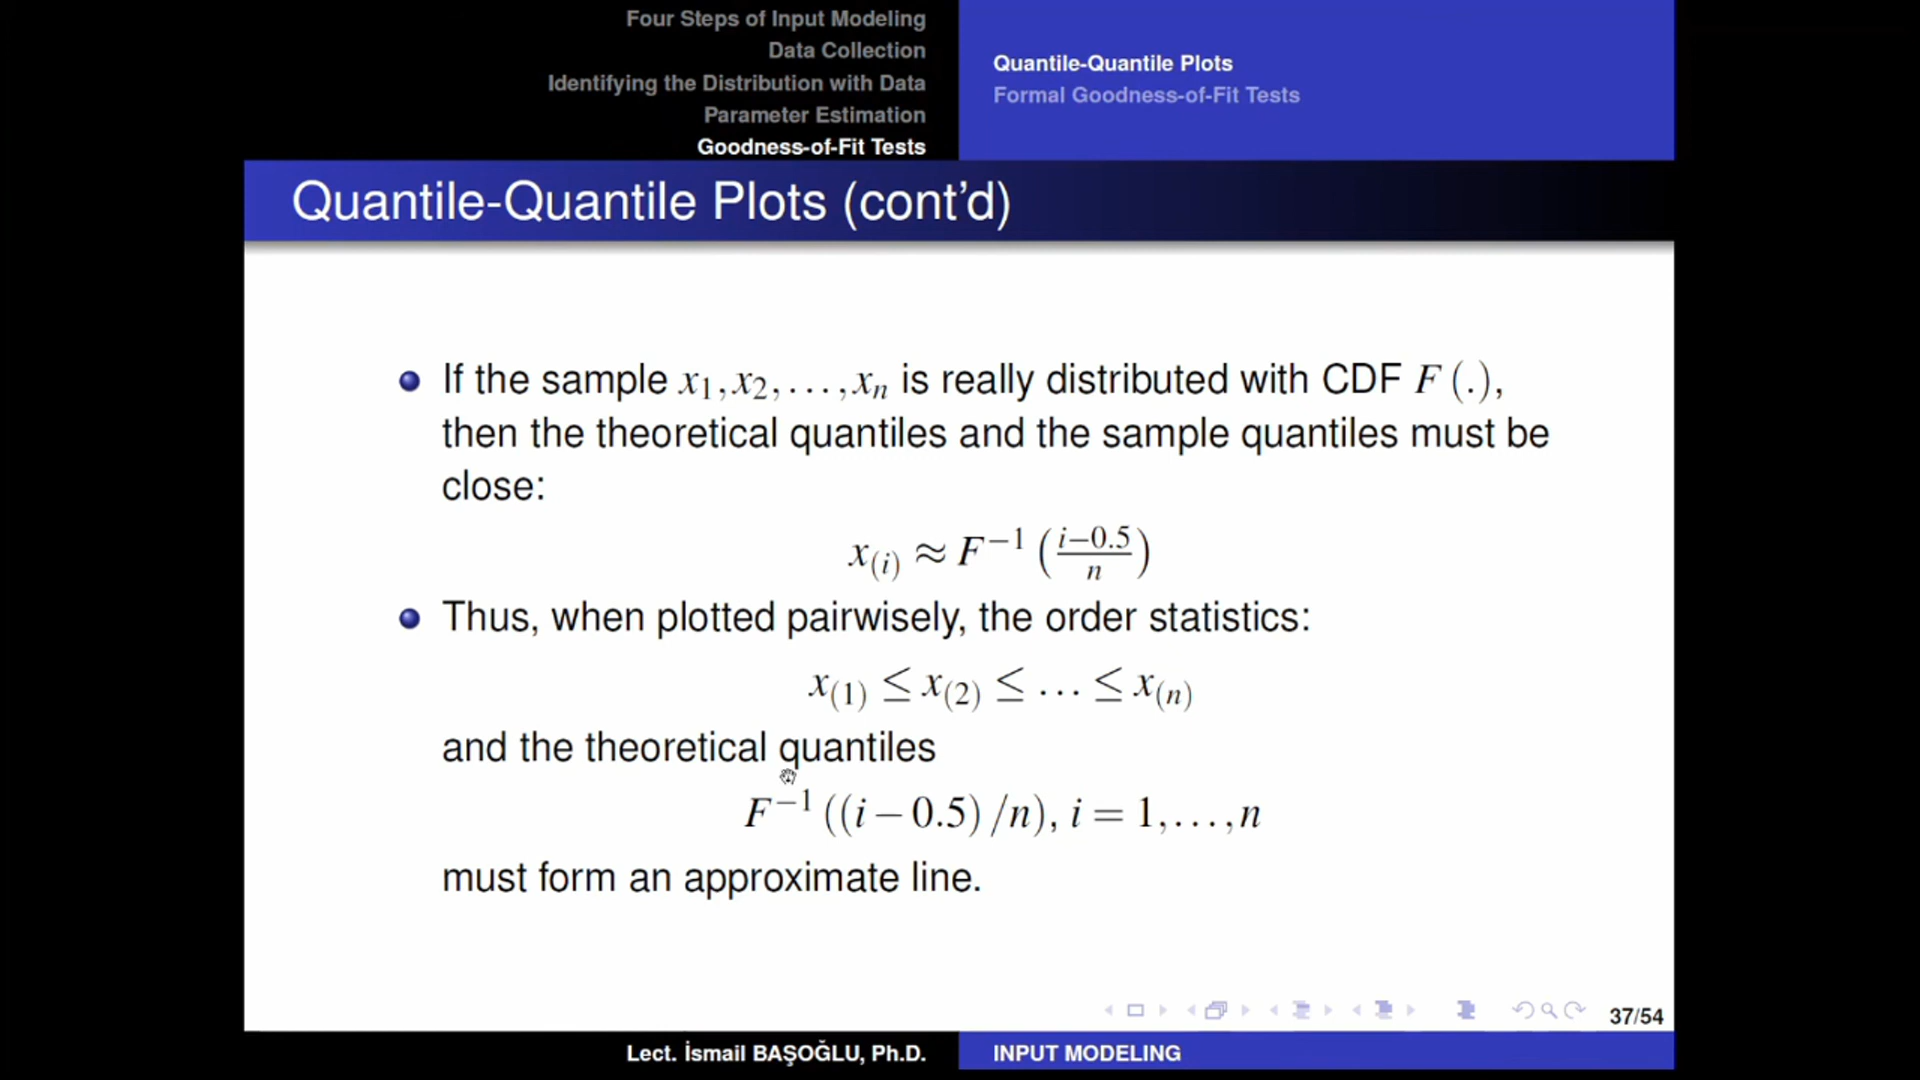 Four Steps of Input Modeling
Data Collection
Identifying the Distribution with Data
Parameter Estimation
Goodness-of-Fit Tests
Quantile-Quantile Plots
Formal Goodness-of-Fit Tests
Quantile-Quantile Plots (cont'd)
If the sample x₁, x₂, …, xₙ is really distributed with CDF F (.),
then the theoretical quantiles and the sample quantiles must be
close:
x₍ᵢ₎ ≈ F⁻¹ ((i−0.5)/n)
Thus, when plotted pairwisely, the order statistics:
x₍₁₎ ≤ x₍₂₎ ≤ … ≤ x₍ₙ₎
and the theoretical quantiles
F⁻¹ ((i − 0.5) /n), i = 1, …, n
must form an approximate line.
37/54
Lect. İsmail BAŞOĞLU, Ph.D.
INPUT MODELING